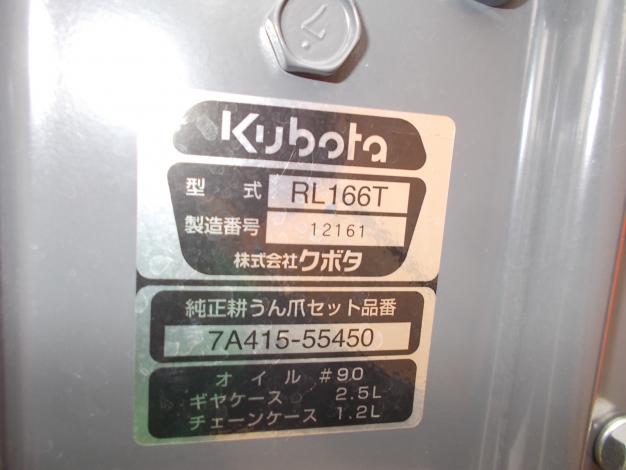 Kubota
型式 RL166T
製造番号 12161
株式会社クボタ
純正耕うん爪セット品番
7A415-55450
オイル #90
ギヤケース 2.5L
チェーンケース 1.2L